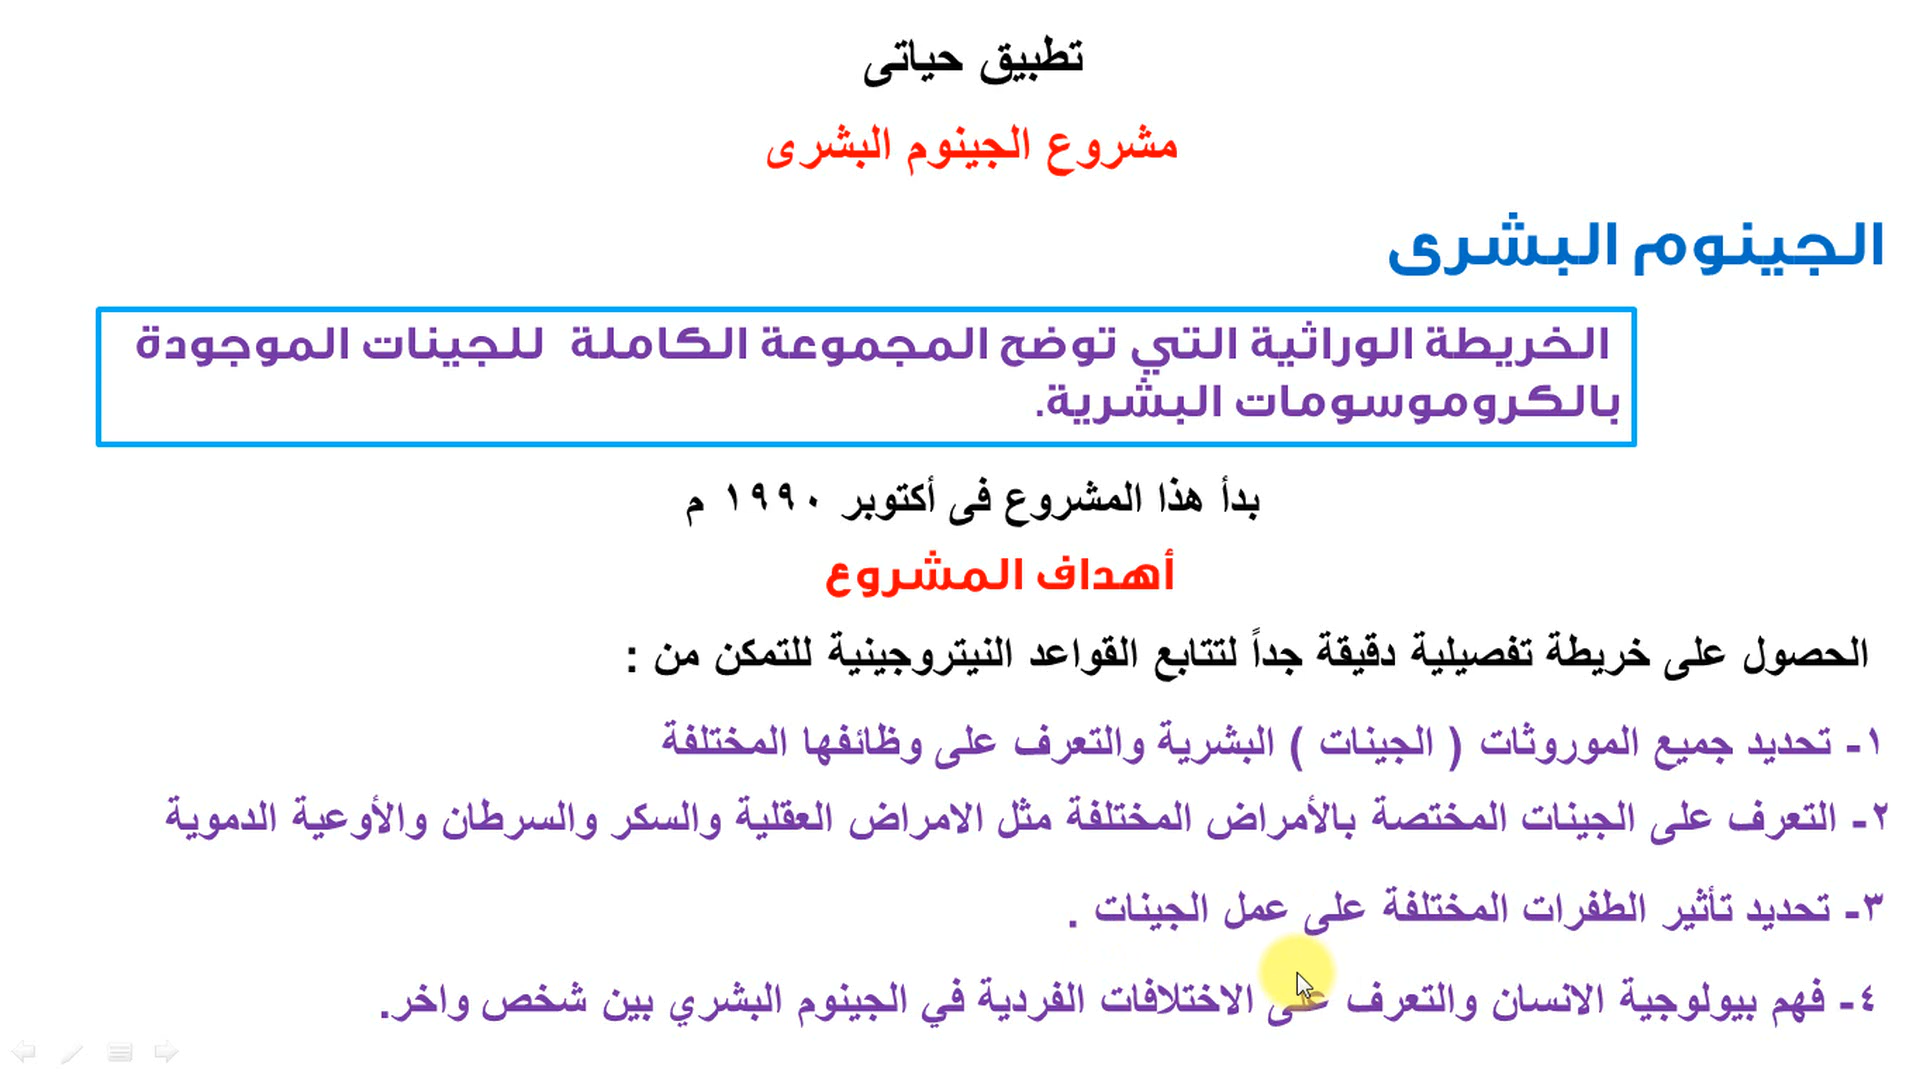 تطبيق حياتى
مشروع الجينوم البشرى
الجينوم البشرى
الخريطة الوراثية التي توضح المجموعة الكاملة للجينات الموجودة
بالكروموسومات البشرية.
بدأ هذا المشروع فى أكتوبر ١٩٩٠ م
أهداف المشروع
الحصول على خريطة تفصيلية دقيقة جداً لتتابع القواعد النيتروجينية للتمكن من :
١- تحديد جميع الموروثات ( الجينات ) البشرية والتعرف على وظائفها المختلفة
٢- التعرف على الجينات المختصة بالأمراض المختلفة مثل الامراض العقلية والسكر والسرطان والأوعية الدموية
٣- تحديد تأثير الطفرات المختلفة على عمل الجينات .
٤- فهم بيولوجية الانسان والتعرف على الاختلافات الفردية في الجينوم البشري بين شخص واخر.